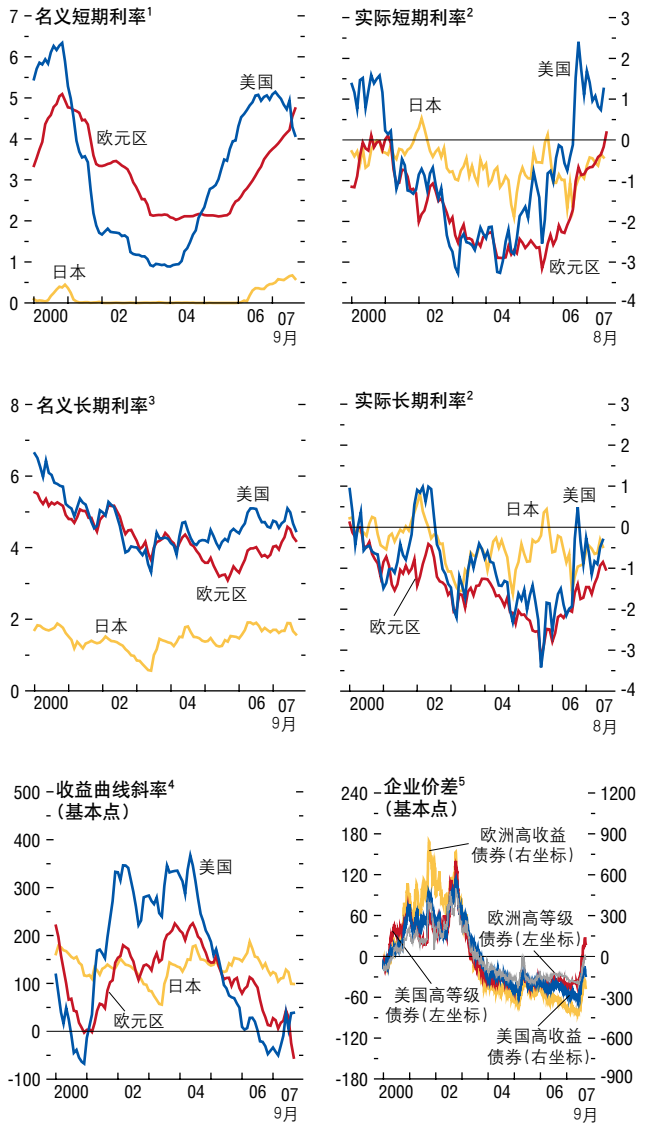 名义短期利率1
7
6
5
4
3
2
1
0
美国
欧元区
日本
2000 02 04 06 07
9月
实际短期利率2
3
2
1
0
-1
-2
-3
-4
美国
日本
欧元区
2000 02 04 06 07
8月
名义长期利率3
8
6
4
2
0
美国
欧元区
日本
2000 02 04 06 07
9月
实际长期利率2
3
2
1
0
-1
-2
-3
-4
日本
美国
欧元区
2000 02 04 06 07
8月
收益曲线斜率4
(基本点)
500
400
300
200
100
0
-100
美国
日本
欧元区
2000 02 04 06 07
9月
企业价差5
(基本点)
240
180
120
60
0
-60
-120
-180
1200
900
600
300
0
-300
-600
-900
欧洲高收益
债券(右坐标)
欧洲高等级
债券(左坐标)
美国高等级
债券(左坐标)
美国高收益
债券(右坐标)
2000 02 04 06 07
9月